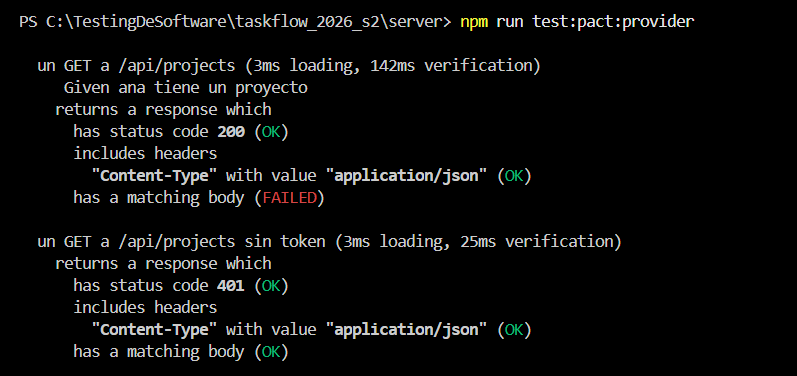 PS C:\TestingDeSoftware\taskflow_2026_s2\server> npm run test:pact:provider
un GET a /api/projects (3ms loading, 142ms verification)
Given ana tiene un proyecto
returns a response which
has status code 200 (OK)
includes headers
"Content-Type" with value "application/json" (OK)
has a matching body (FAILED)
un GET a /api/projects sin token (3ms loading, 25ms verification)
returns a response which
has status code 401 (OK)
includes headers
"Content-Type" with value "application/json" (OK)
has a matching body (OK)